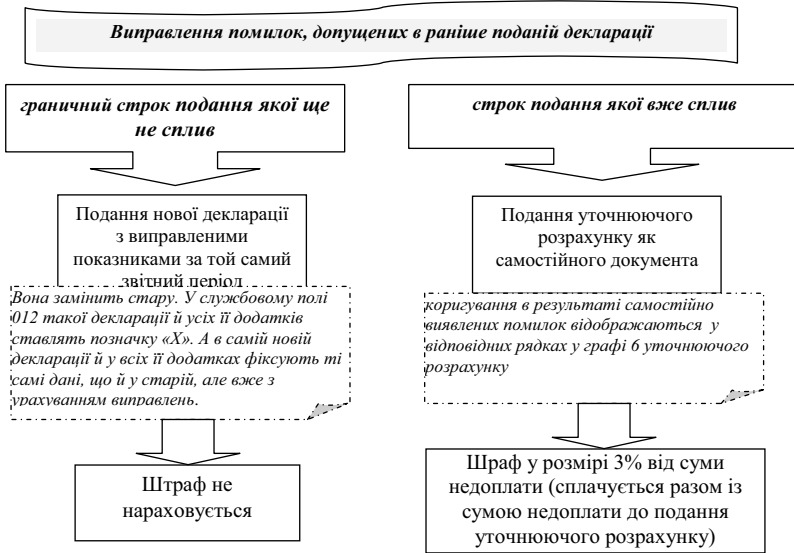 Виправлення помилок, допущених в раніше поданій декларації
граничний строк подання якої ще
не сплив
Подання нової декларації
з виправленими
показниками за той самий
звітний період
Вона замінить стару. У службовому полі
012 такої декларації й усіх її додатків
ставлять позначку «Х». А в самій новій
декларації й у всіх її додатках фіксують ті
самі дані, що й у старій, але вже з
урахуванням виправлень.
Штраф не
нараховується
строк подання якої вже сплив
Подання уточнюючого
розрахунку як
самостійного документа
коригування в результаті самостійно
виявлених помилок відображаються у
відповідних рядках у графі 6 уточнюючого
розрахунку
Шраф у розмірі 3% від суми
недоплати (сплачується разом із
сумою недоплати до подання
уточнюючого розрахунку)